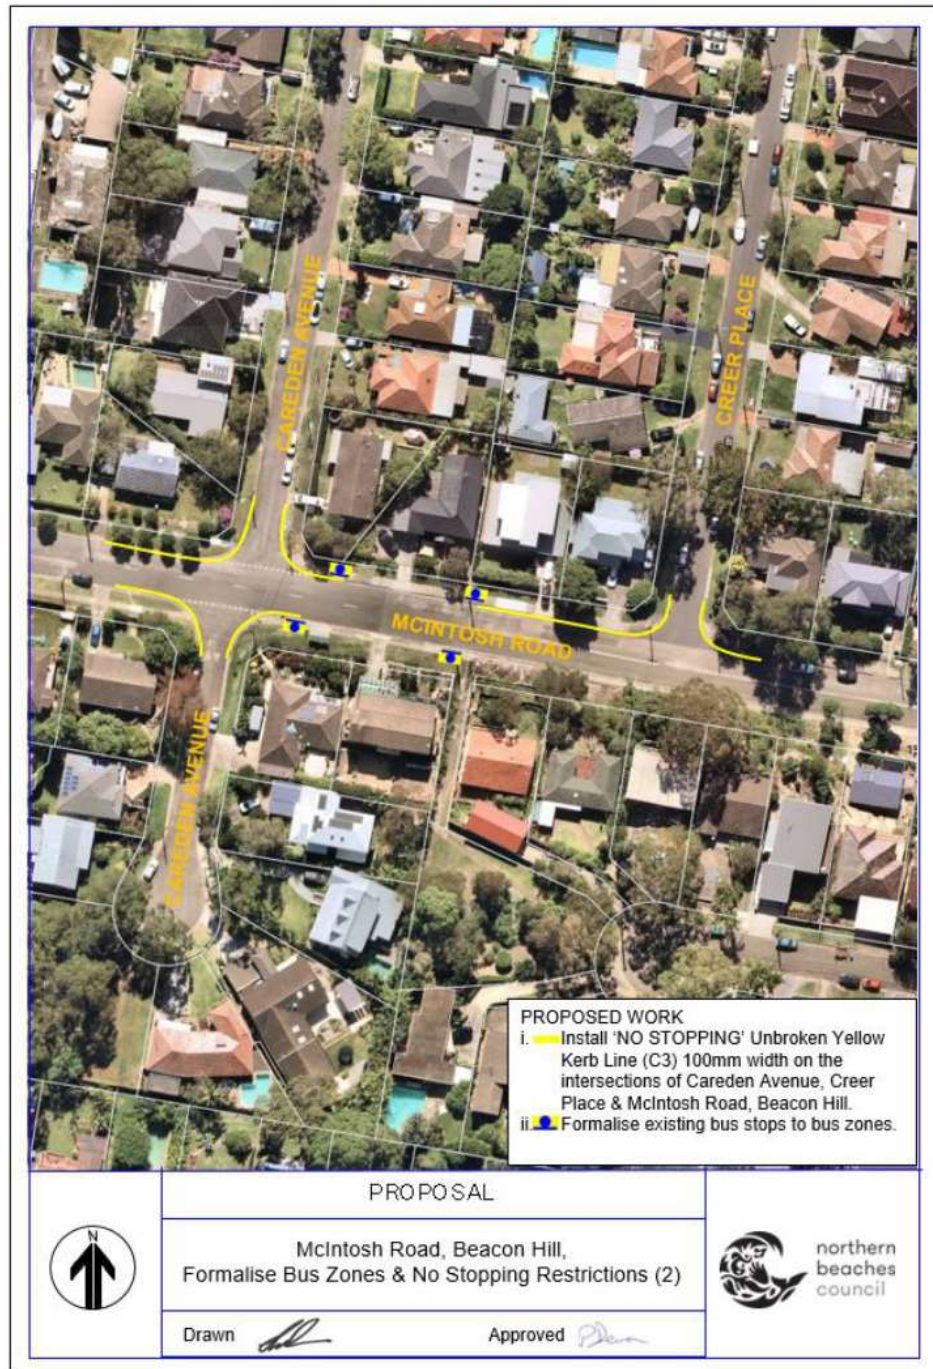 CAREDEN AVENUE
CREER PLACE
MCINTOSH ROAD
CAREDEN AVENUE
PROPOSED WORK
i. Install 'NO STOPPING' Unbroken Yellow
Kerb Line (C3) 100mm width on the
intersections of Careden Avenue, Creer
Place & McIntosh Road, Beacon Hill.
ii. Formalise existing bus stops to bus zones.
PROPOSAL
N
McIntosh Road, Beacon Hill,
Formalise Bus Zones & No Stopping Restrictions (2)
northern
beaches
council
Drawn
Approved